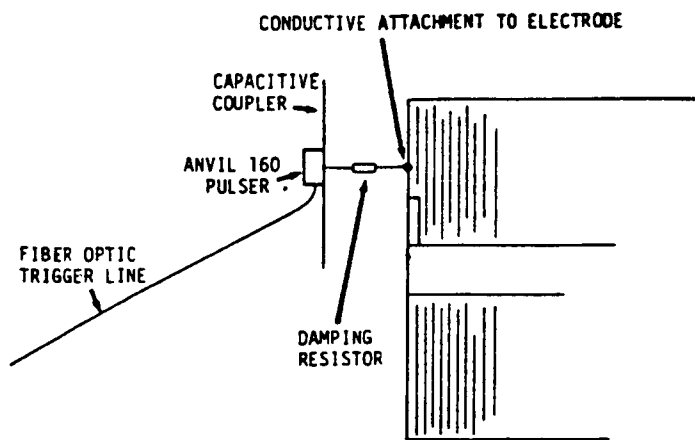 CONDUCTIVE ATTACHMENT TO ELECTRODE
CAPACITIVE
COUPLER
ANVIL 160
PULSER
FIBER OPTIC
TRIGGER LINE
DAMPING
RESISTOR